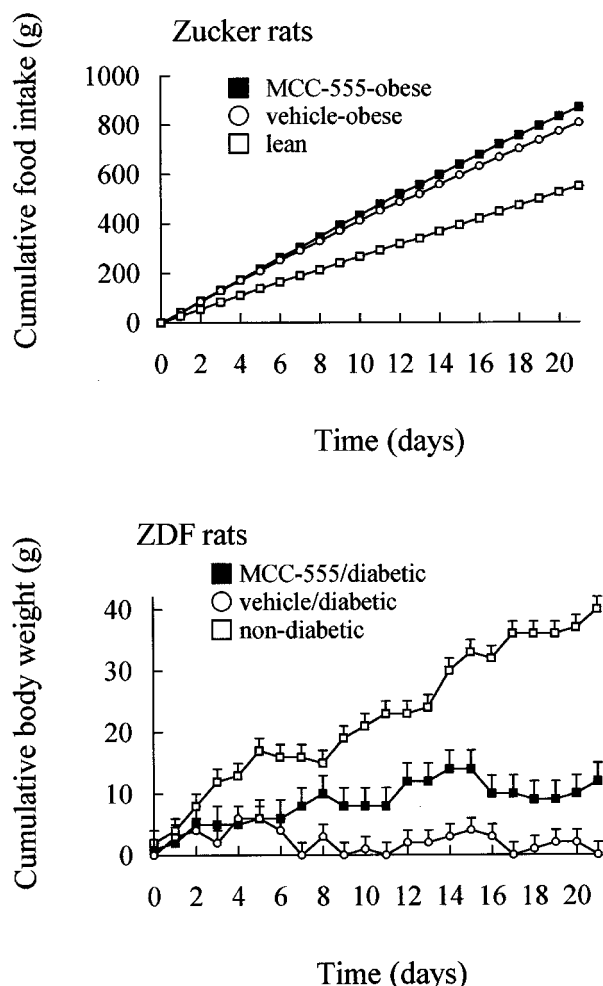 Zucker rats
Cumulative food intake (g)
1000
800
600
400
200
0
MCC-555-obese
vehicle-obese
lean
0 2 4 6 8 10 12 14 16 18 20
Time (days)
ZDF rats
Cumulative body weight (g)
MCC-555/diabetic
vehicle/diabetic
non-diabetic
40
30
20
10
0
0 2 4 6 8 10 12 14 16 18 20
Time (days)